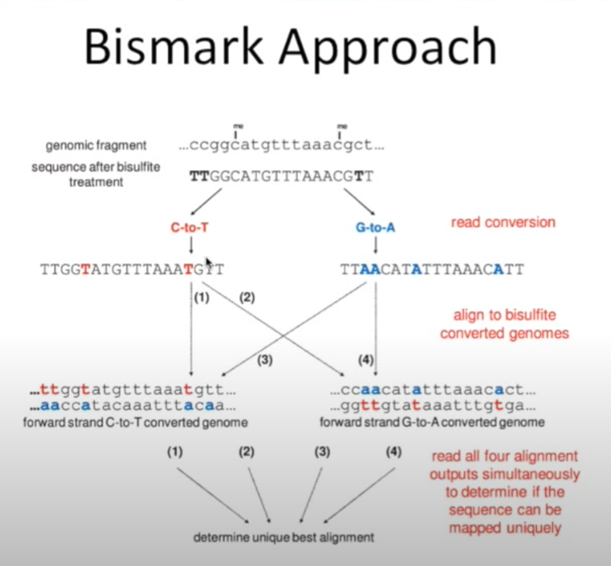 Bismark Approach
me me
genomic fragment ...ccggcatgtttaaacgct...
sequence after bisulfite
treatment
TTGGCATGTTTAAACGTT
C-to-T G-to-A read conversion
TTGGTATGTTTAAATGTT TTAACATATTTAAACATT
(1) (2)
align to bisulfite
converted genomes
(3) (4)
...ttggtatgtttaaatgtt... ...ccaacatatttaaacact...
...aaccatacaaatttacaa... ...ggttgtataaatttgtga...
forward strand C-to-T converted genome forward strand G-to-A converted genome
(1) (2) (3) (4)
read all four alignment
outputs simultaneously
to determine if the
sequence can be
mapped uniquely
determine unique best alignment